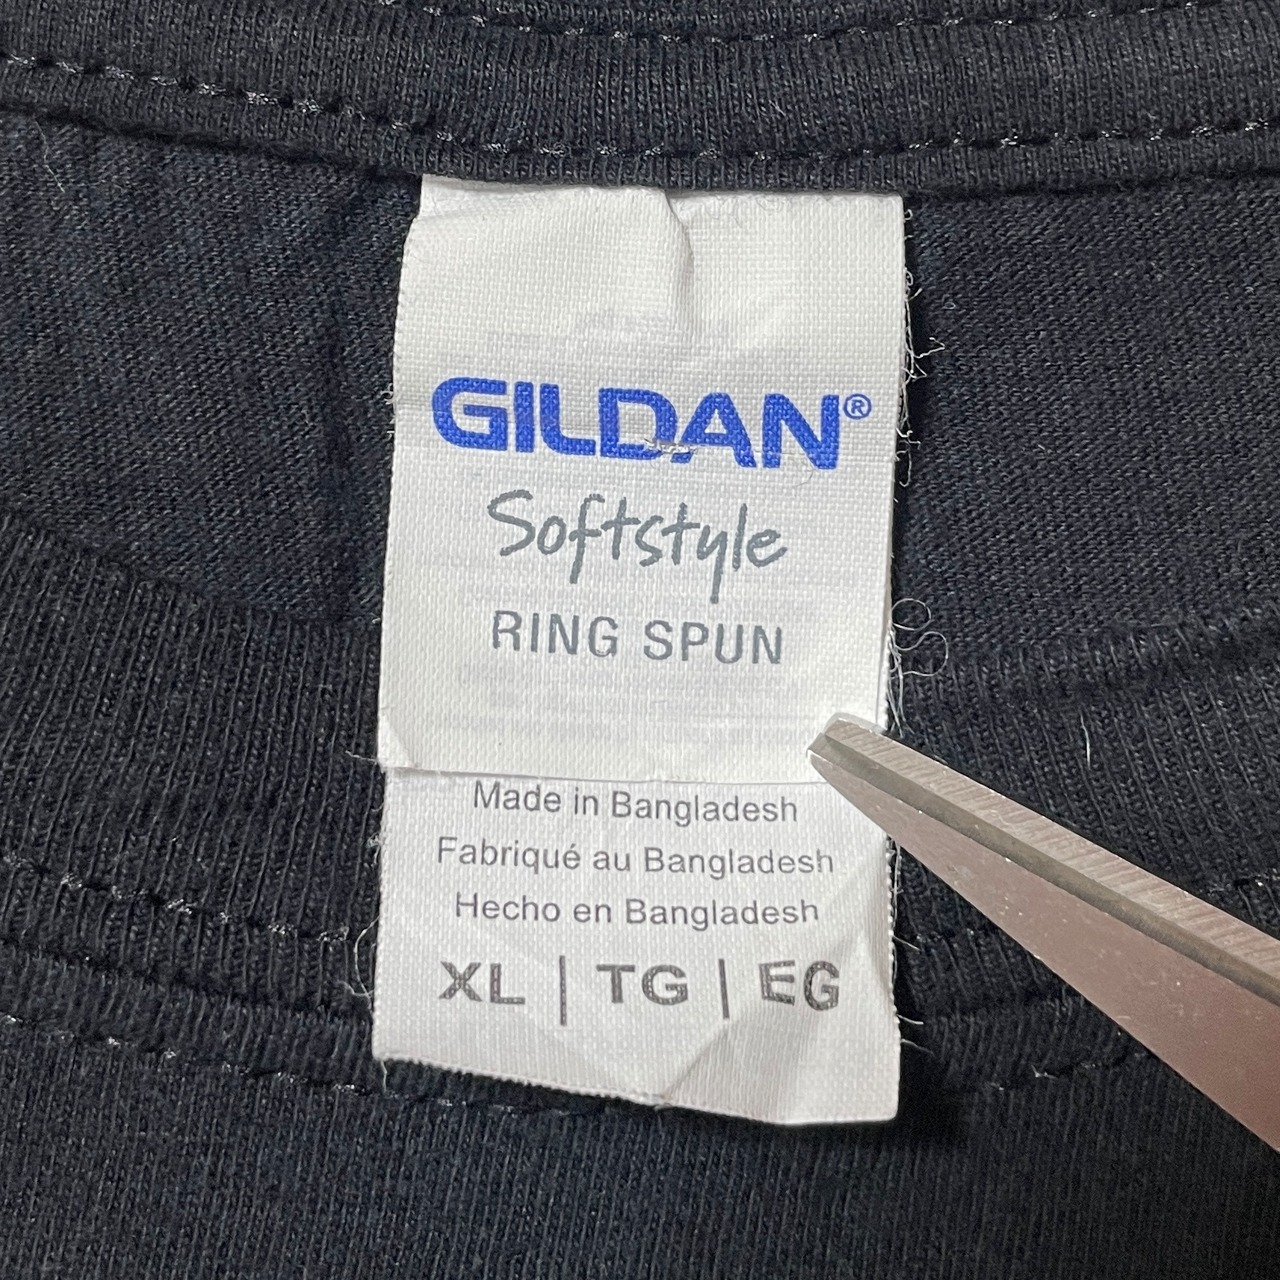 GILDAN®
Softstyle
RING SPUN
Made in Bangladesh
Fabriqué au Bangladesh
Hecho en Bangladesh
XL | TG | EG